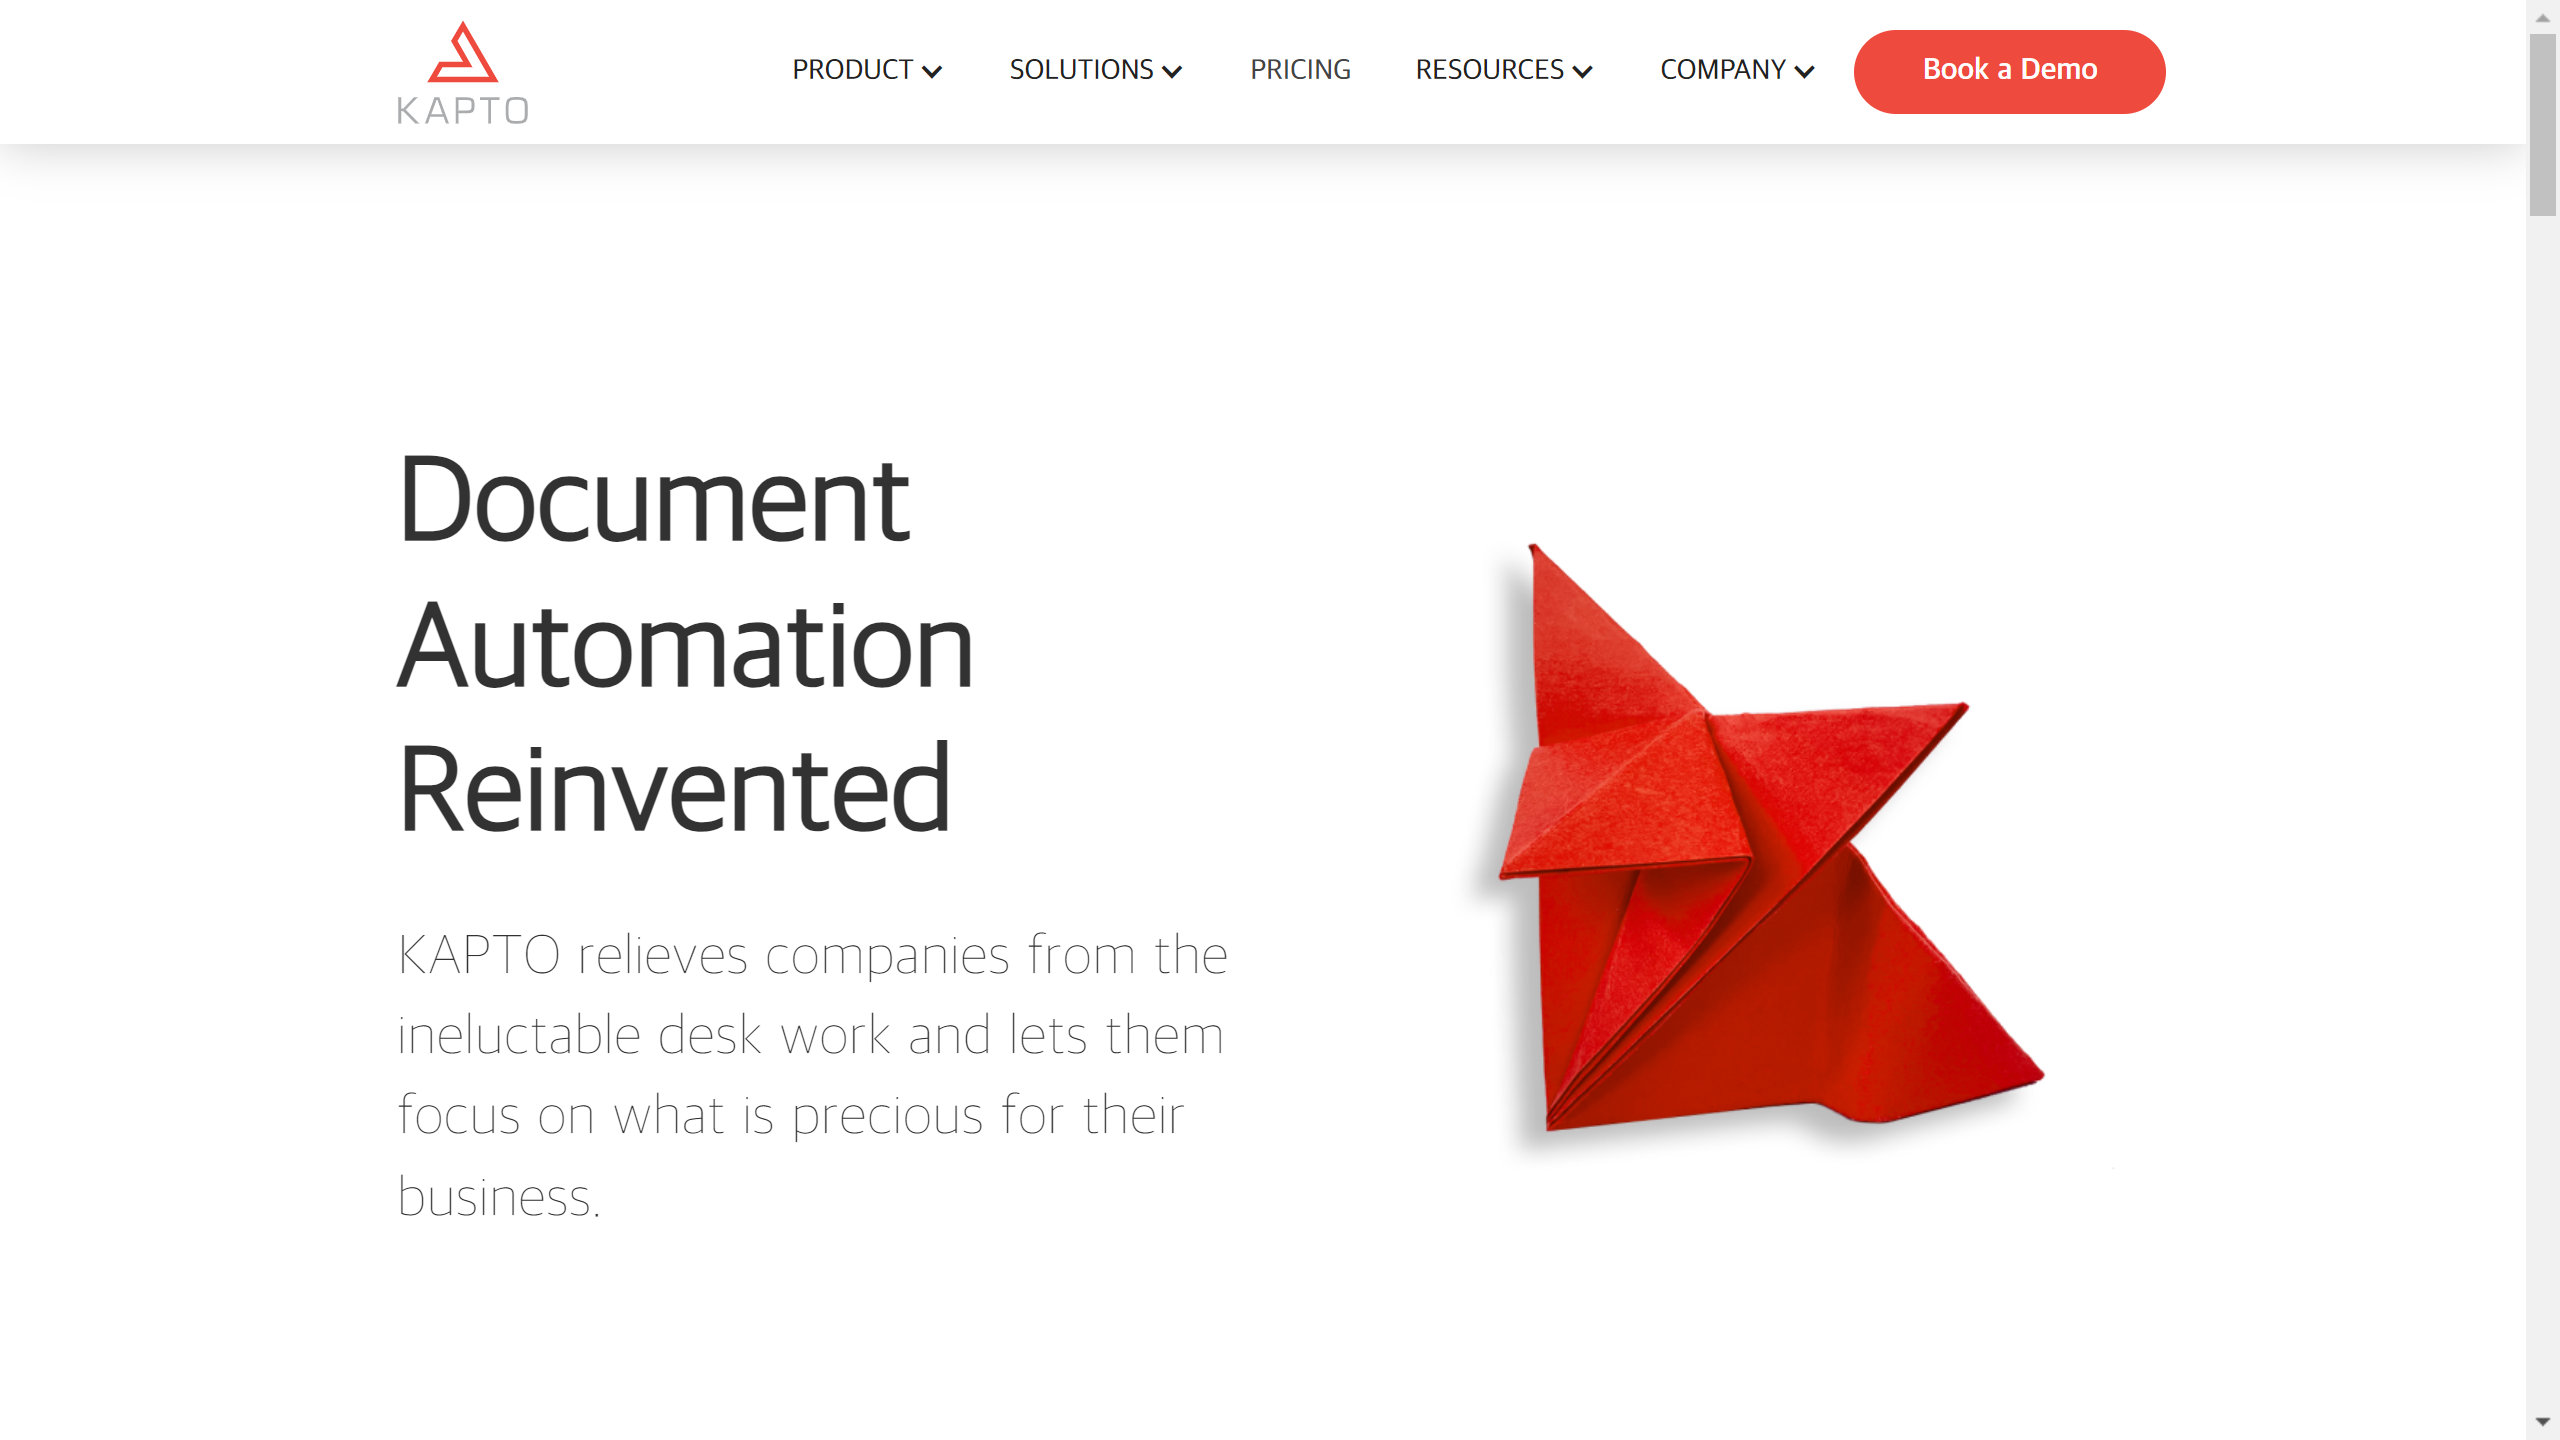 KAPTO
PRODUCT
SOLUTIONS
PRICING
RESOURCES
COMPANY
Book a Demo
Document
Automation
Reinvented
KAPTO relieves companies from the
ineluctable desk work and lets them
focus on what is precious for their
business.